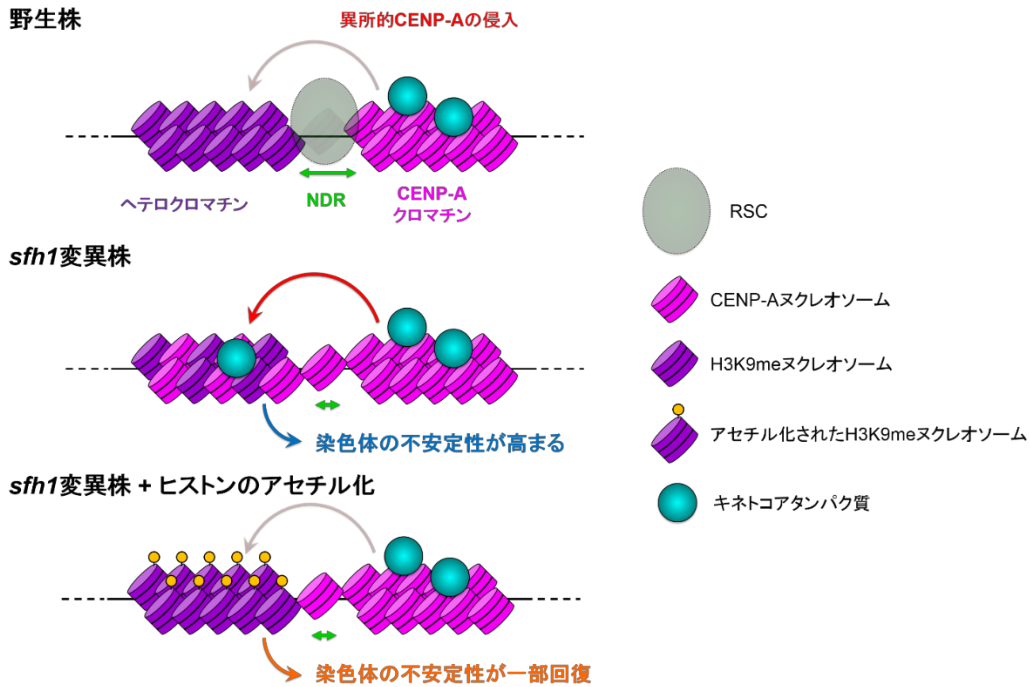 野生株
異所的CENP-Aの侵入
ヘテロクロマチン
NDR
CENP-A
クロマチン
sfh1変異株
染色体の不安定性が高まる
sfh1変異株 + ヒストンのアセチル化
染色体の不安定性が一部回復
RSC
CENP-Aヌクレオソーム
H3K9meヌクレオソーム
アセチル化されたH3K9meヌクレオソーム
キネトコアタンパク質